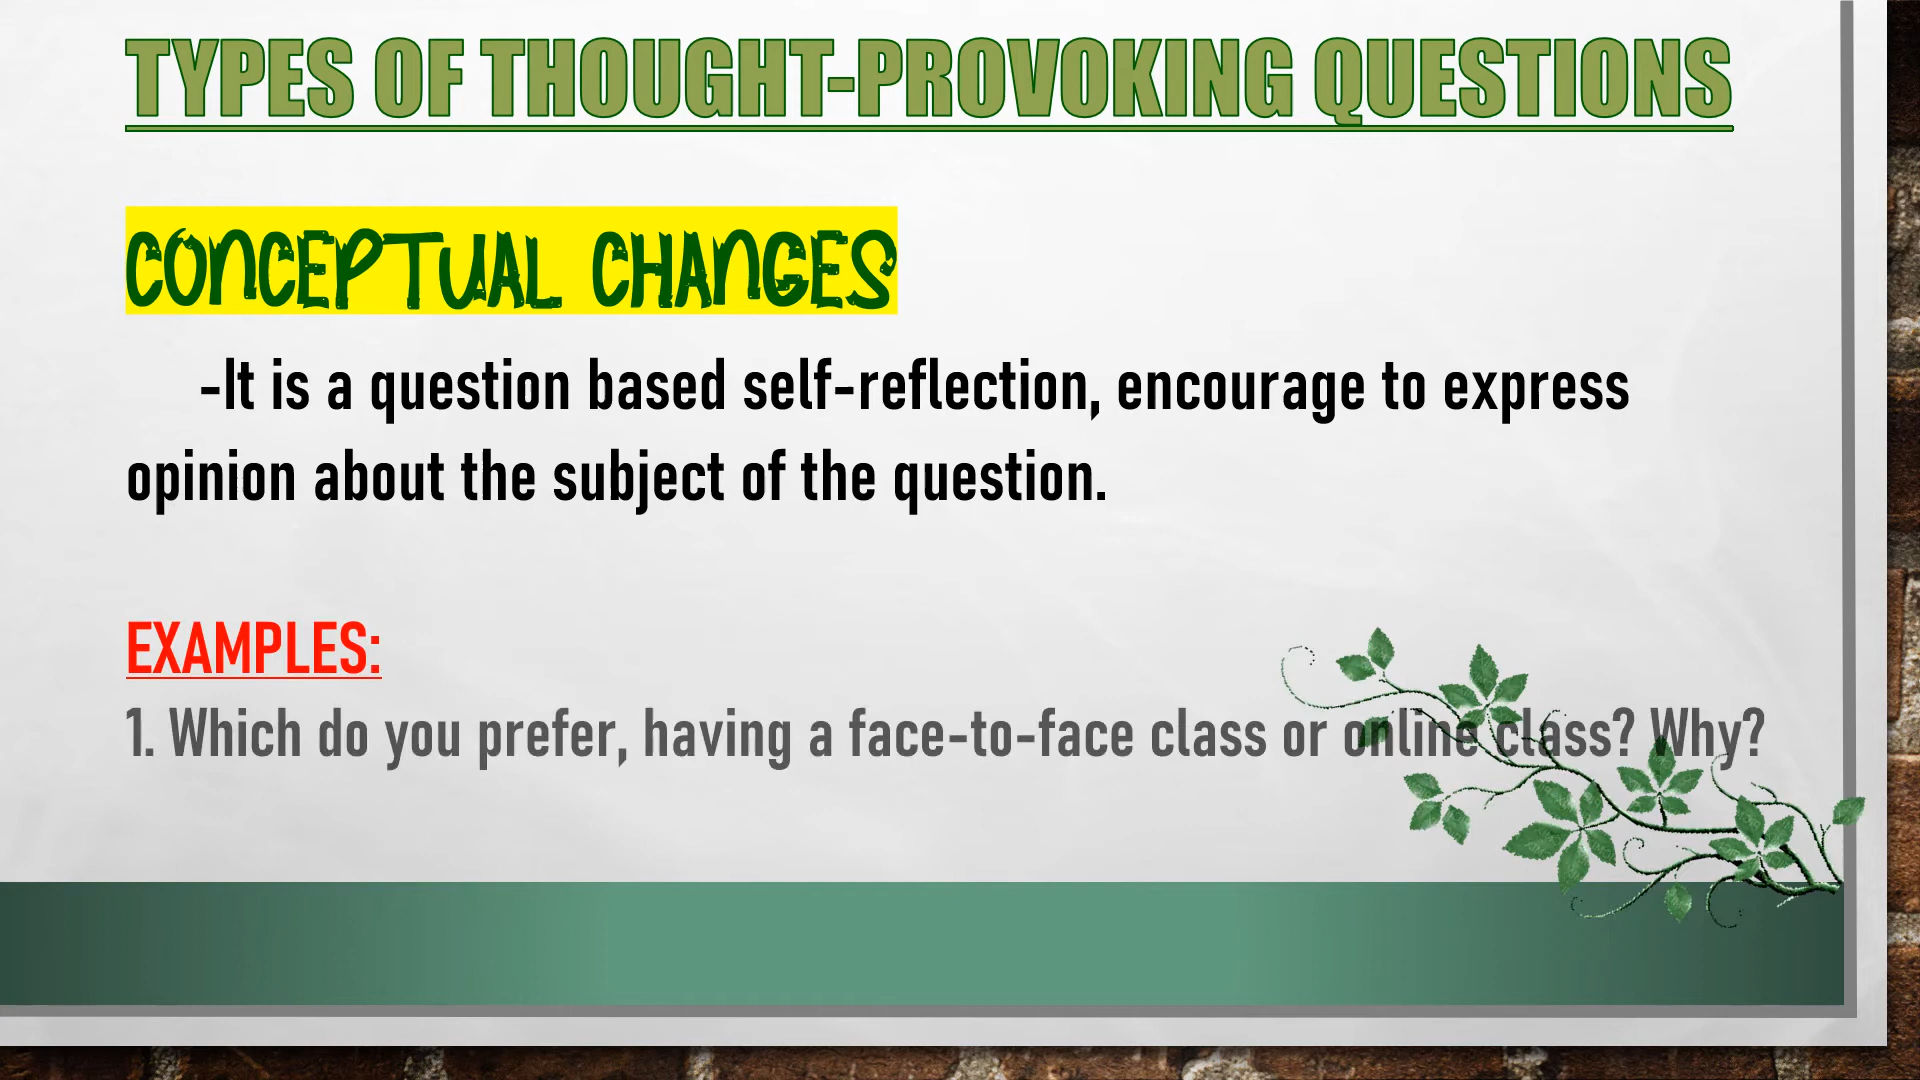 TYPES OF THOUGHT-PROVOKING QUESTIONS
CONCEPTUAL CHANGES
-It is a question based self-reflection, encourage to express
opinion about the subject of the question.
EXAMPLES:
1. Which do you prefer, having a face-to-face class or online class? Why?